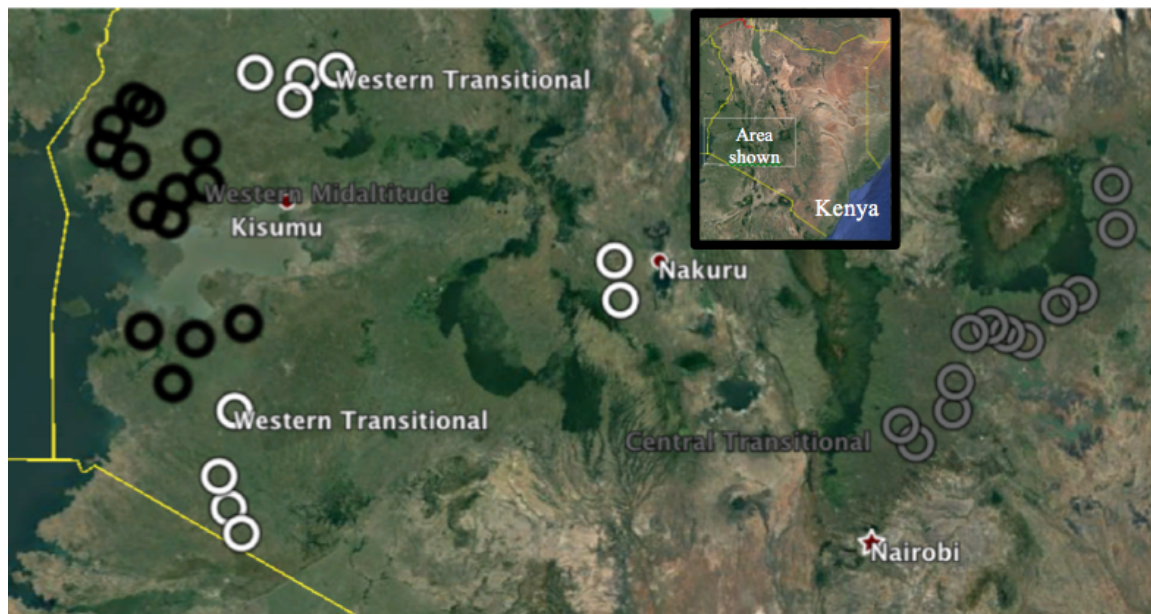 Western Transitional
Area
shown
Kenya
Western Midaltitude
Kisumu
Nakuru
Western Transitional
Central Transitional
Nairobi